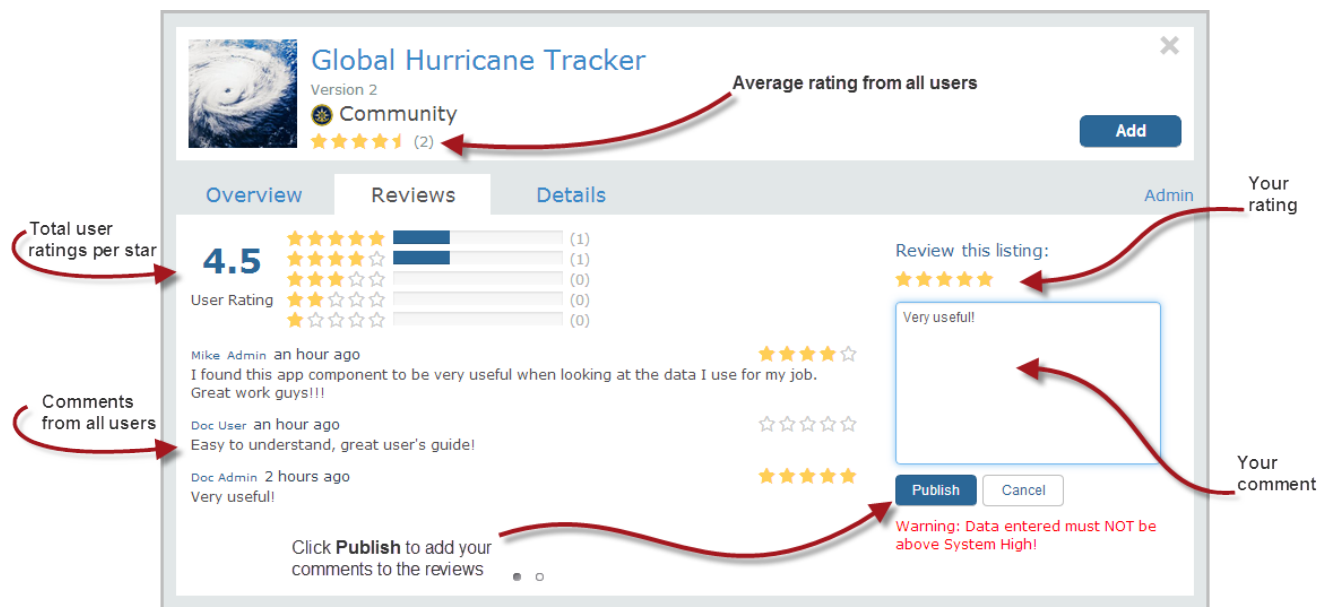 Global Hurricane Tracker
Version 2
Community
(2)
Average rating from all users
Add
Overview
Reviews
Details
Admin
Your
rating
Total user
ratings per star
4.5
User Rating
(1)
(1)
(0)
(0)
(0)
Review this listing:
Very useful!
Mike Admin an hour ago
I found this app component to be very useful when looking at the data I use for my job.
Great work guys!!!
Comments
from all users
Doc User an hour ago
Easy to understand, great user's guide!
Doc Admin 2 hours ago
Very useful!
Your
comment
Publish
Cancel
Warning: Data entered must NOT be
above System High!
Click Publish to add your
comments to the reviews